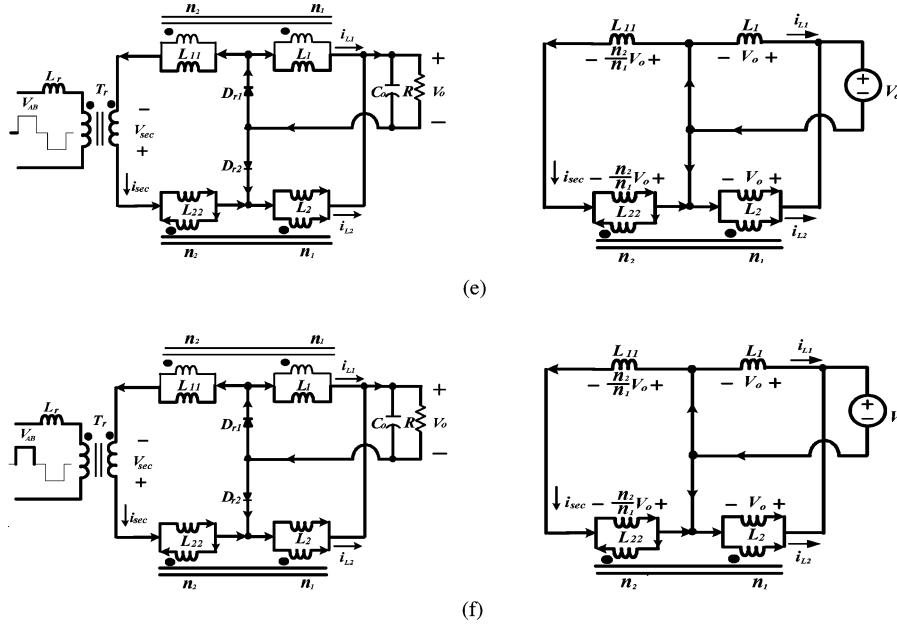 n2 n1
L11 L1 iL1
Lr Tr
VAB
− Vsec +
Dr1
Co R Vo
+ −
Dr2
isec
L22 L2
iL2
n2 n1
L11 L1 iL1
− n2/n1 Vo + − Vo +
isec − n2/n1 Vo + − Vo +
L22 L2
iL2
n2 n1
(e)
n2 n1
L11 L1 iL1
Lr Tr
VAB
− Vsec +
Dr1
Co R Vo
+ −
Dr2
isec
L22 L2
iL2
n2 n1
L11 L1 iL1
− n2/n1 Vo + − Vo +
V
isec − n2/n1 Vo + − Vo +
L22 L2
iL2
n2 n1
(f)